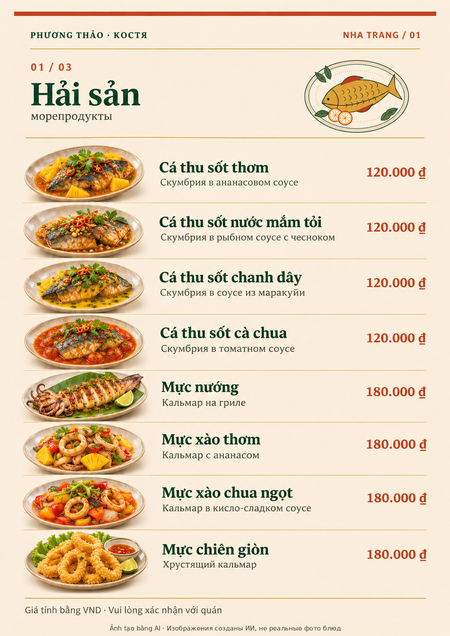 PHƯƠNG THẢO · КОСТЯ
NHA TRANG / 01
01 / 03
Hải sản
морепродукты
Cá thu sốt thơm
Скумбрия в ананасовом соусе
120.000 ₫
Cá thu sốt nước mắm tỏi
Скумбрия в рыбном соусе с чесноком
120.000 ₫
Cá thu sốt chanh dây
Скумбрия в соусе из маракуйи
120.000 ₫
Cá thu sốt cà chua
Скумбрия в томатном соусе
120.000 ₫
Mực nướng
Кальмар на гриле
180.000 ₫
Mực xào thơm
Кальмар с ананасом
180.000 ₫
Mực xào chua ngọt
Кальмар в кисло-сладком соусе
180.000 ₫
Mực chiên giòn
Хрустящий кальмар
180.000 ₫
Giá tính bằng VND · Vui lòng xác nhận với quán
Ảnh tạo bằng AI · Изображения созданы ИИ, не реальные фото блюд